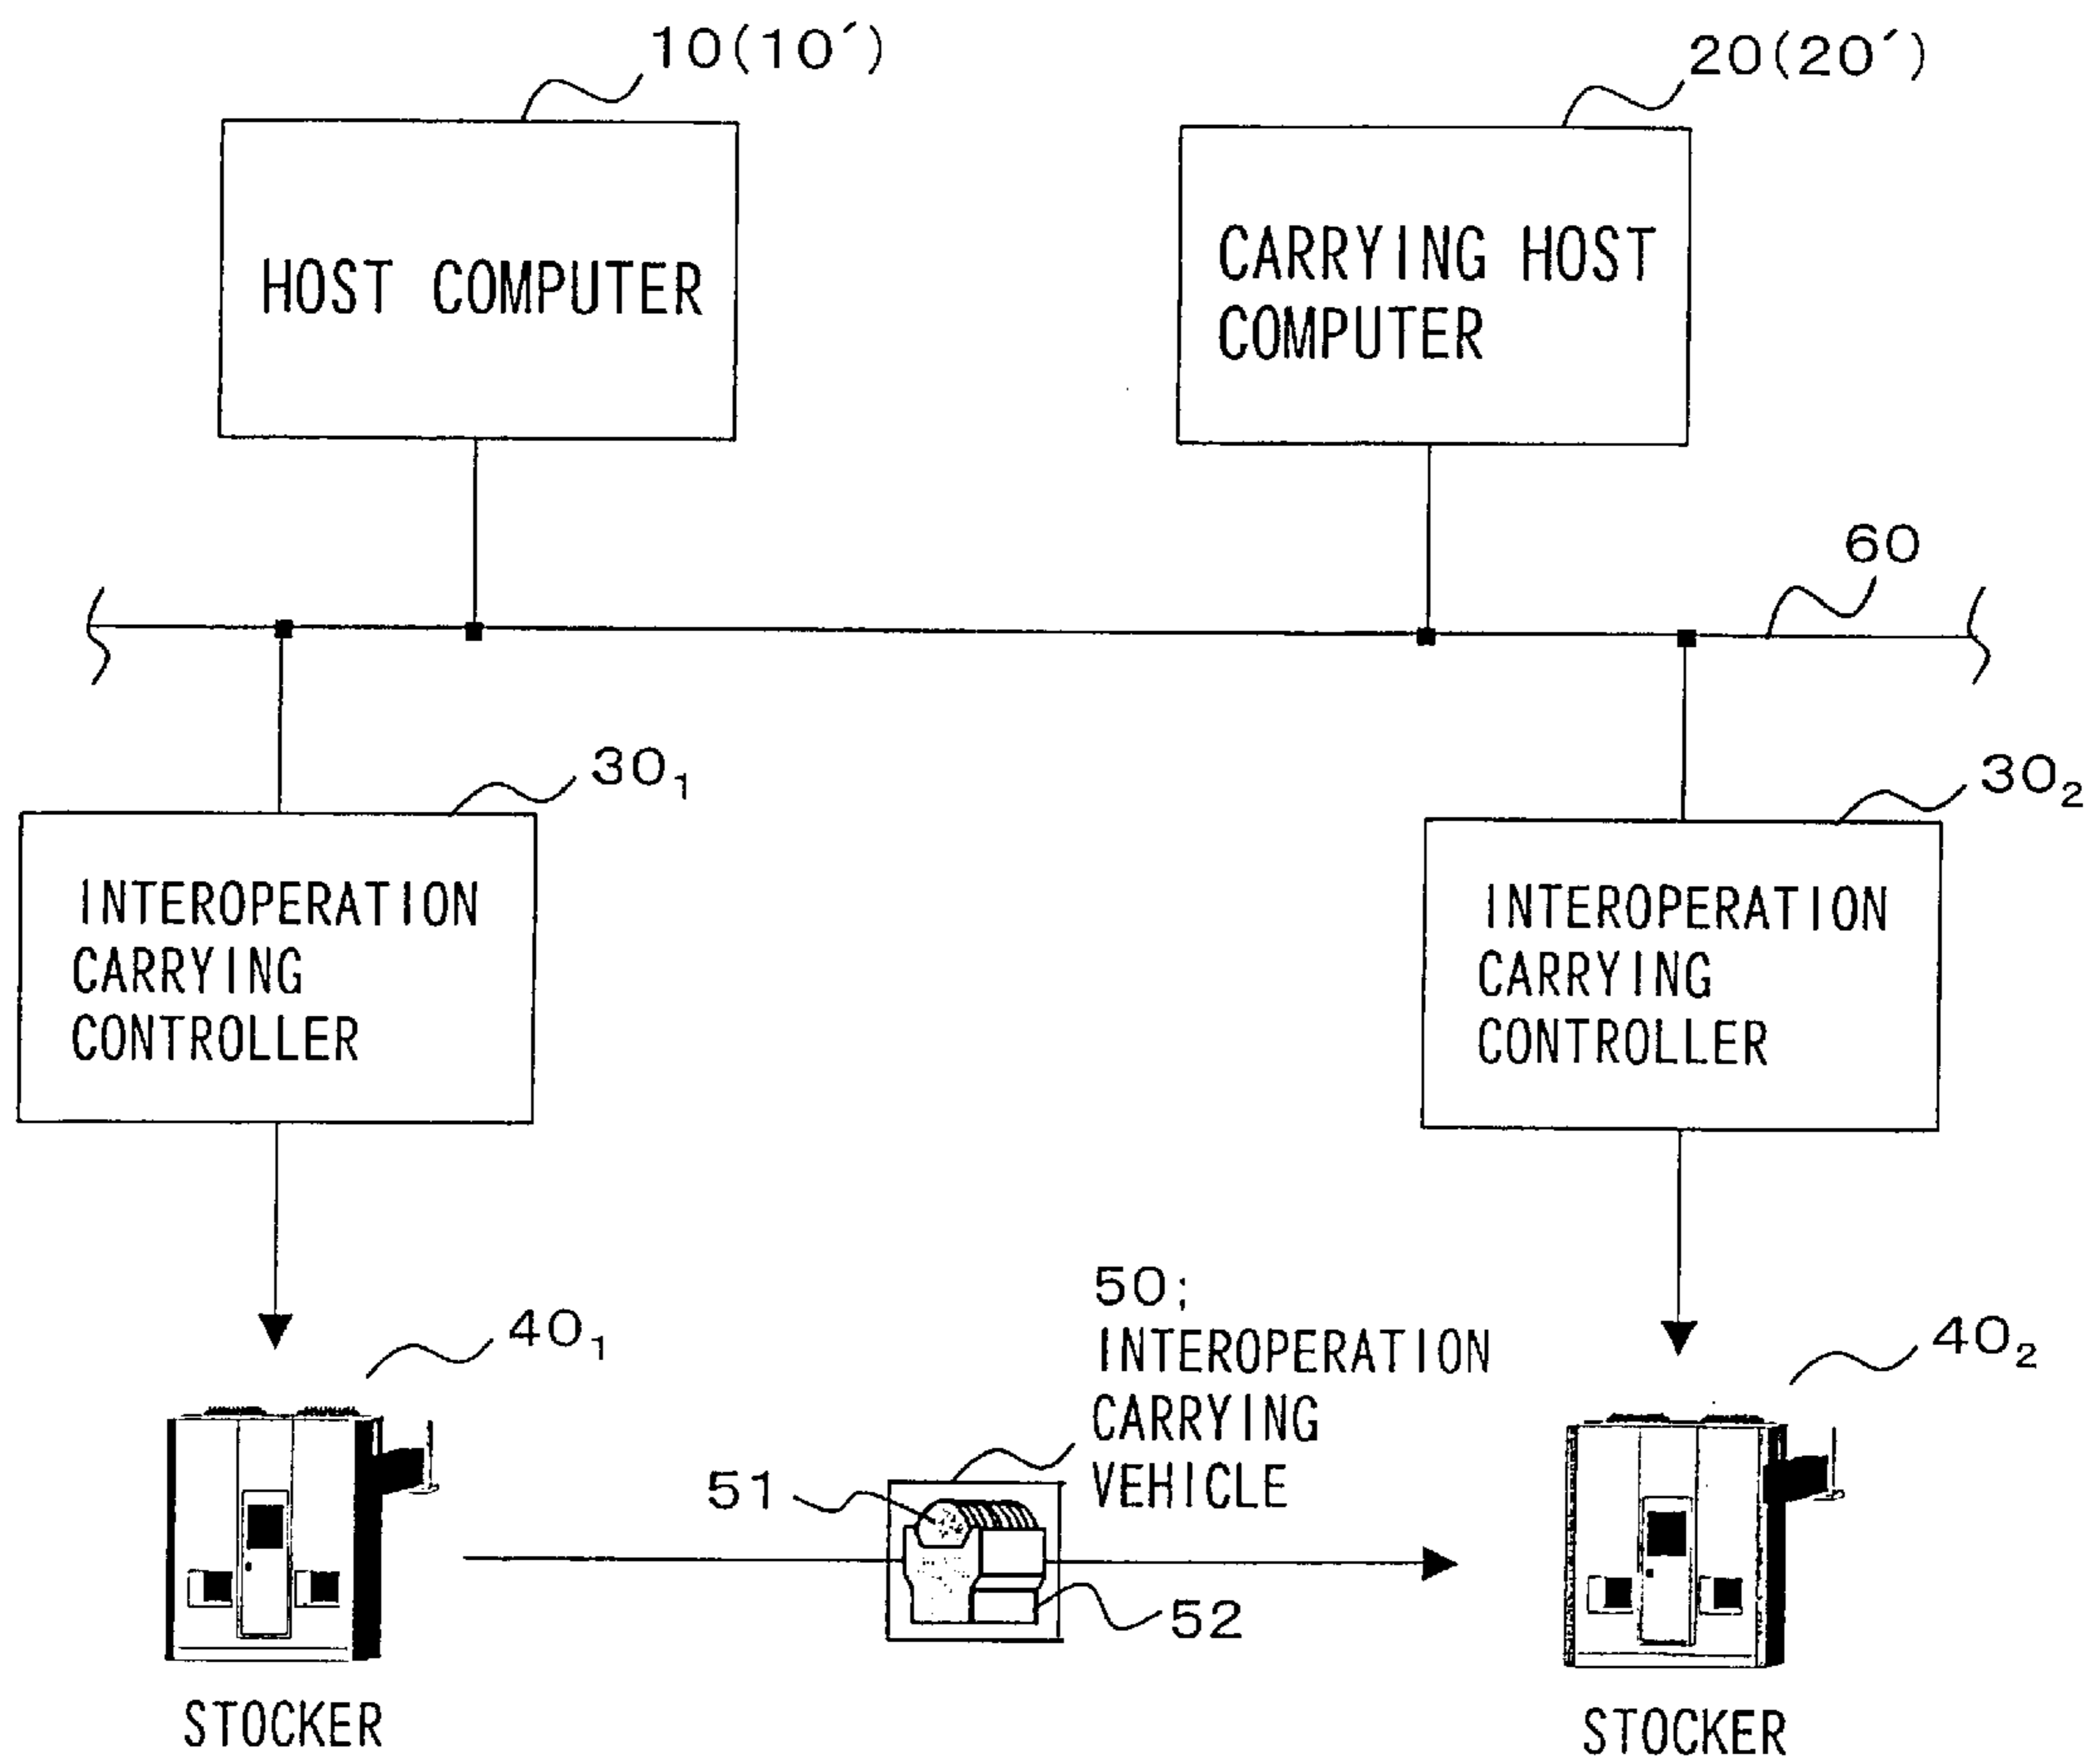 10(10′)
20(20′)
HOST COMPUTER
CARRYING HOST
COMPUTER
60
30₁
30₂
INTEROPERATION
CARRYING
CONTROLLER
INTEROPERATION
CARRYING
CONTROLLER
40₁
50;
INTEROPERATION
CARRYING
VEHICLE
40₂
51
52
STOCKER
STOCKER